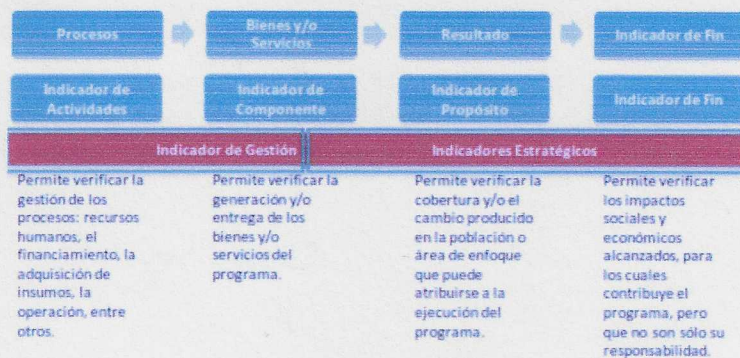 Procesos
Bienes y/o
Servicios
Resultado
Indicador de Fin
Indicador de
Actividades
Indicador de
Componente
Indicador de
Propósito
Indicador de Fin
Indicador de Gestión
Indicadores Estratégicos
Permite verificar la
gestión de los
procesos: recursos
humanos, el
financiamiento, la
adquisición de
insumos, la
operación, entre
otros.
Permite verificar la
generación y/o
entrega de los
bienes y/o
servicios del
programa.
Permite verificar la
cobertura y/o el
cambio producido
en la población o
área de enfoque
que puede
atribuirse a la
ejecución del
programa.
Permite verificar
los impactos
sociales y
económicos
alcanzados, para
los cuales
contribuye el
programa, pero
que no son sólo su
responsabilidad.